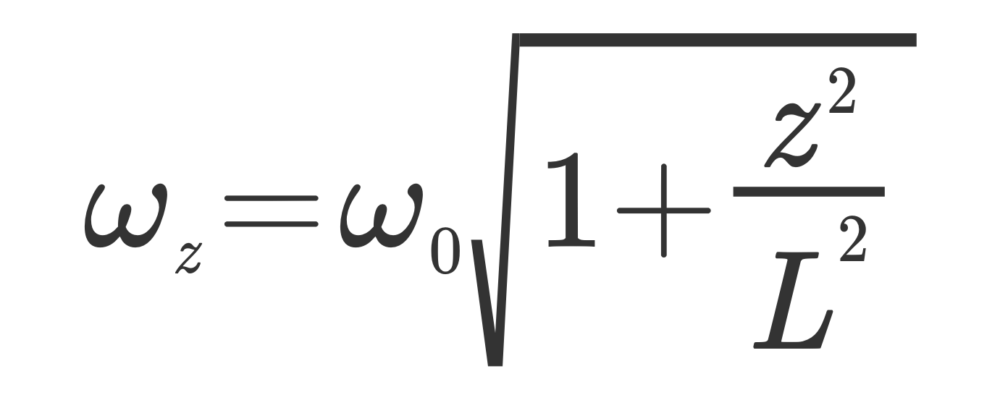 ω_z = ω_0 √(1 + z²/L²)